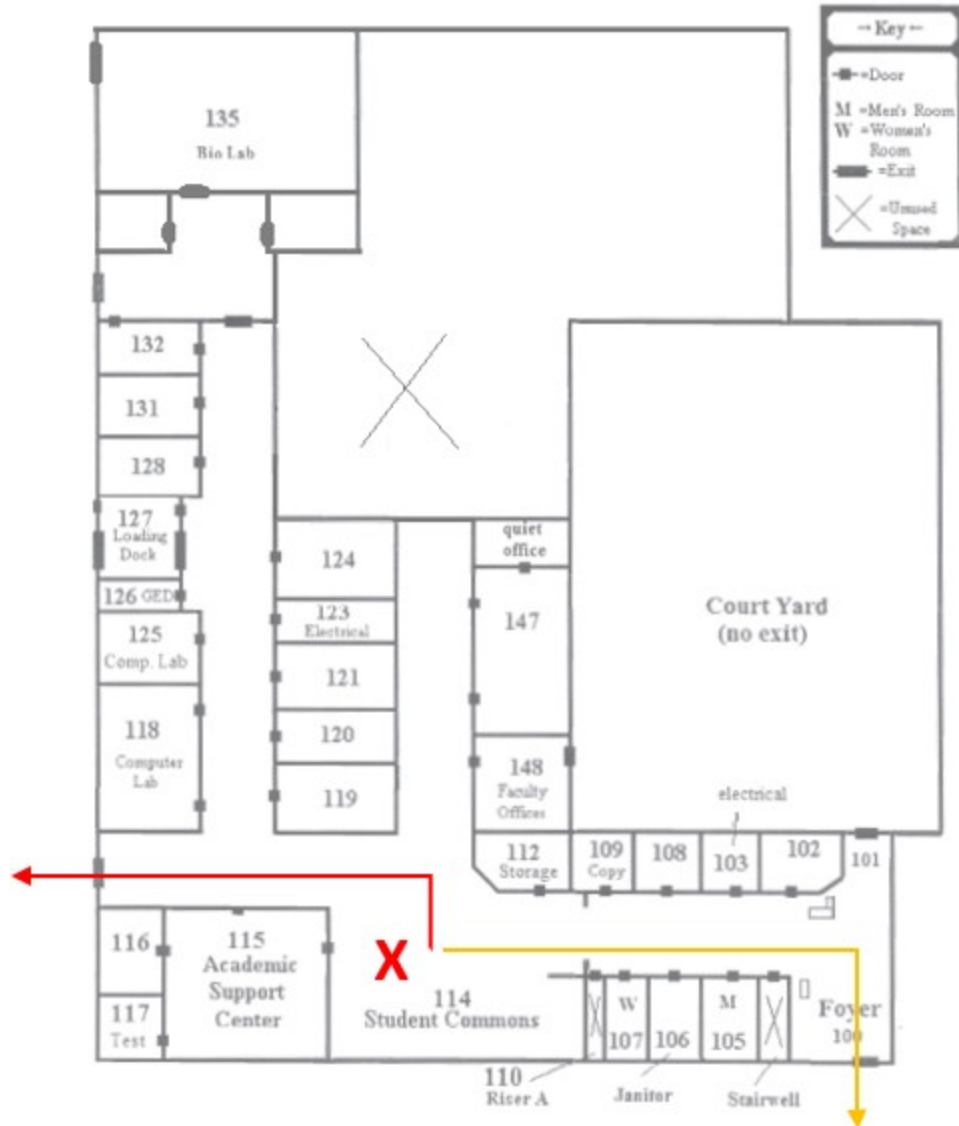 → Key ←
=Door
M =Men's Room
W =Women's
Room
=Exit
=Unused
Space
135
Bio Lab
132
131
128
127
Loading
Dock
126 GED
125
Comp. Lab
118
Computer
Lab
124
123
Electrical
121
120
119
quiet
office
147
148
Faculty
Offices
Court Yard
(no exit)
electrical
112
Storage
109
Copy
108
103
102
101
116
117
Test
115
Academic
Support
Center
X
114
Student Commons
110
Riser A
W
107
106
Janitor
M
105
Stairwell
Foyer
100